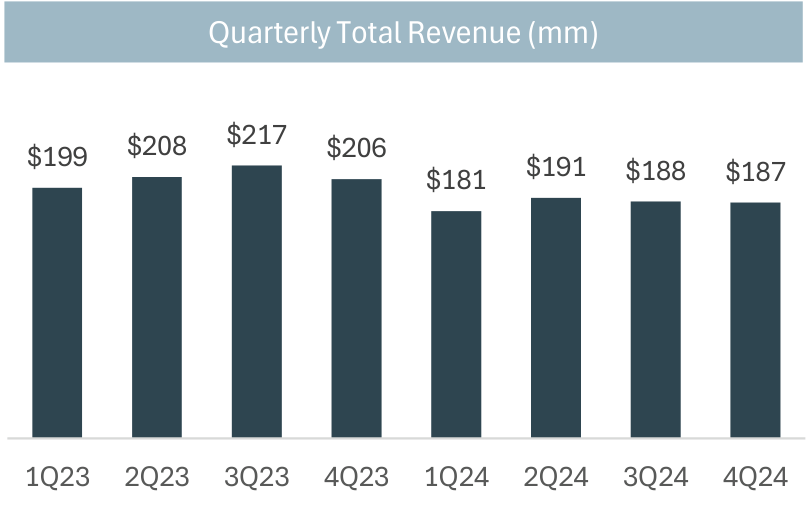 Quarterly Total Revenue (mm)
$199 $208 $217 $206 $181 $191 $188 $187
1Q23 2Q23 3Q23 4Q23 1Q24 2Q24 3Q24 4Q24